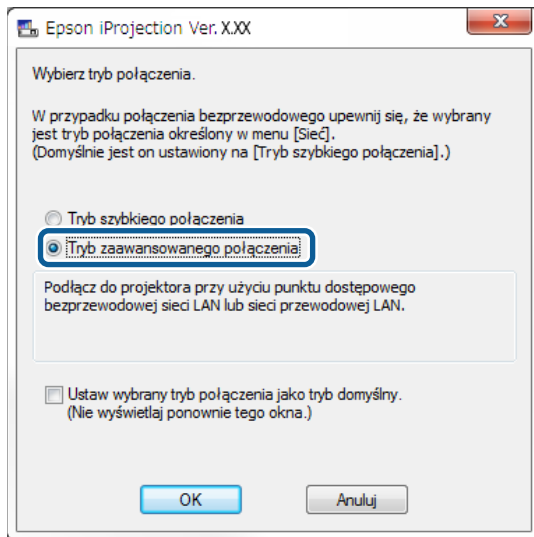 Epson iProjection Ver. X.XX
Wybierz tryb połączenia.
W przypadku połączenia bezprzewodowego upewnij się, że wybrany
jest tryb połączenia określony w menu [Sieć].
(Domyślnie jest on ustawiony na [Tryb szybkiego połączenia].)
Tryb szybkiego połączenia
Tryb zaawansowanego połączenia
Podłącz do projektora przy użyciu punktu dostępowego
bezprzewodowej sieci LAN lub sieci przewodowej LAN.
Ustaw wybrany tryb połączenia jako tryb domyślny.
(Nie wyświetlaj ponownie tego okna.)
OK Anuluj